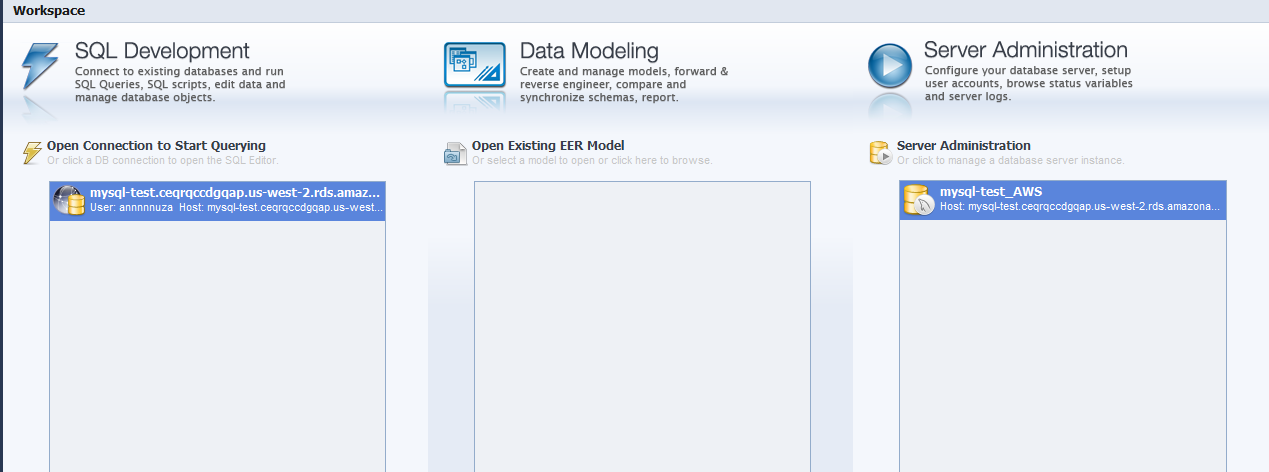 Workspace
SQL Development
Connect to existing databases and run
SQL Queries, SQL scripts, edit data and
manage database objects.
Open Connection to Start Querying
Or click a DB connection to open the SQL Editor.
mysql-test.ceqrqccdgqap.us-west-2.rds.amaz...
User: annnnnuza Host: mysql-test.ceqrqccdgqap.us-west...
Data Modeling
Create and manage models, forward &
reverse engineer, compare and
synchronize schemas, report.
Open Existing EER Model
Or select a model to open or click here to browse.
Server Administration
Configure your database server, setup
user accounts, browse status variables
and server logs.
Server Administration
Or click to manage a database server instance.
mysql-test_AWS
Host: mysql-test.ceqrqccdgqap.us-west-2.rds.amazona...